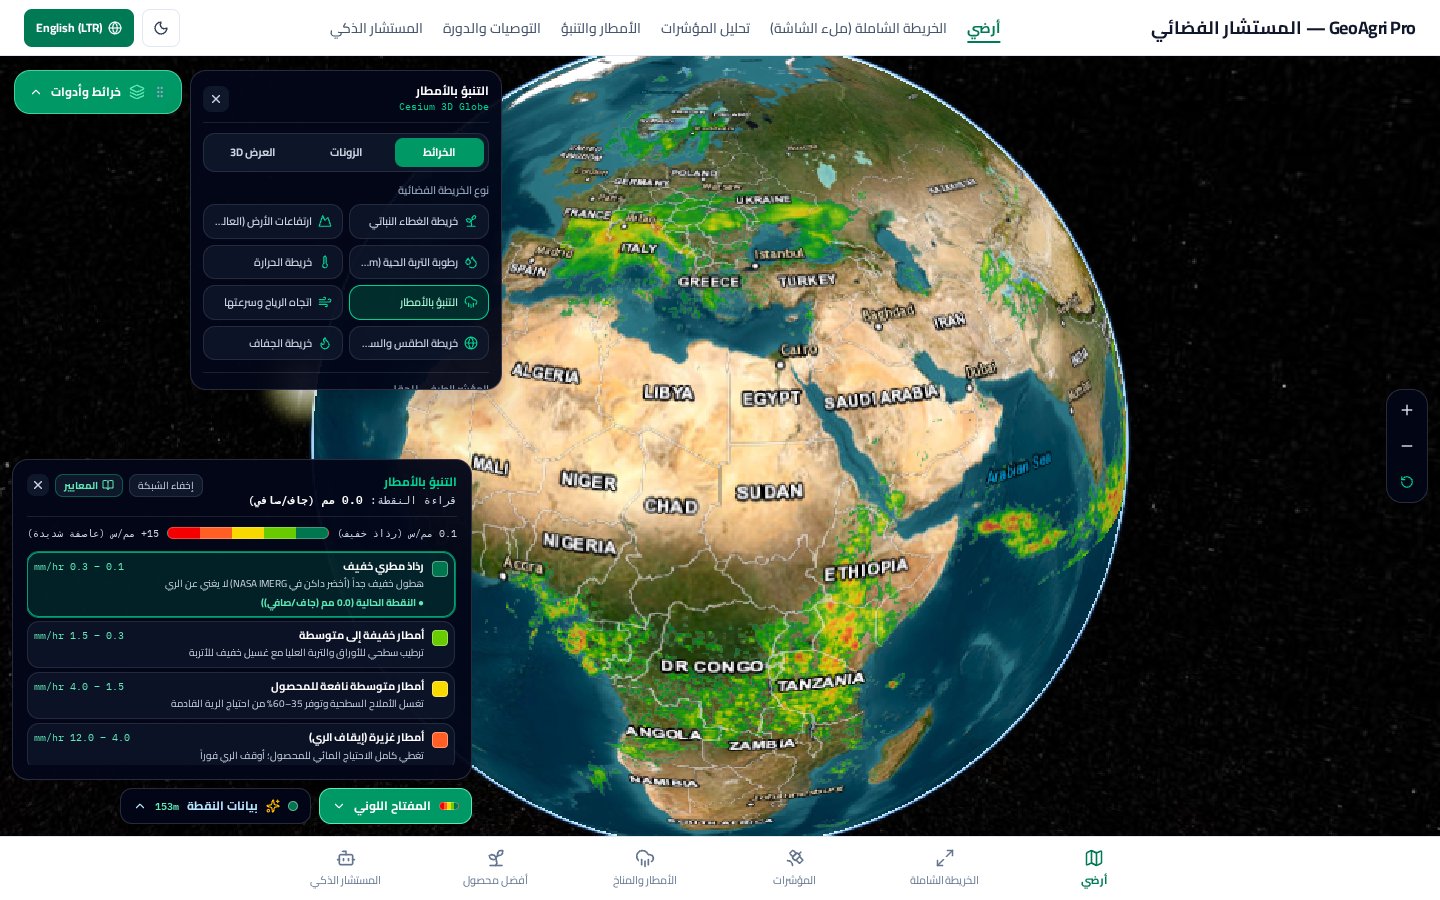 GeoAgri Pro — المستشار الفضائي
أرضي
الخريطة الشاملة (ملء الشاشة)
تحليل المؤشرات
الأمطار والتنبؤ
التوصيات والدورة
المستشار الذكي
English (LTR)
خرائط وأدوات
التنبؤ بالأمطار
Cesium 3D Globe
الخرائط
الزونات
العرض 3D
نوع الخريطة الفضائية
خريطة الغطاء النباتي
ارتفاعات الأرض (العالـ...
رطوبة التربة الحية (m...
خريطة الحرارة
التنبؤ بالأمطار
اتجاه الرياح وسرعتها
خريطة الطقس والسـ...
خريطة الجفاف
GERMANY
POLAND
UKRAINE
FRANCE
Milan
ITALY
Madrid
SPAIN
Istanbul
GREECE
TURKEY
Baghdad
IRAN
Cairo
ALGERIA
LIBYA
EGYPT
SAUDI ARABIA
Dubai
INDIA
Mumbai
Arabian Sea
MALI
NIGER
CHAD
SUDAN
NIGERIA
Accra
ETHIOPIA
DR CONGO
TANZANIA
ANGOLA
ZAMBIA
NAMIBIA
التنبؤ بالأمطار
إخفاء الشبكة
المعايير
قراءة النقطة: 0.0 مم (جاف/صافي)
0.1 مم/س (رذاذ خفيف)
15+ مم/س (عاصفة شديدة)
رذاذ مطري خفيف
0.1 – 0.3 mm/hr
هطول خفيف جداً (أخضر داكن في NASA IMERG) لا يغني عن الري
● النقطة الحالية (0.0 مم (جاف/صافي))
أمطار خفيفة إلى متوسطة
0.3 – 1.5 mm/hr
ترطيب سطحي للأوراق والتربة العليا مع غسيل خفيف للأتربة
أمطار متوسطة نافعة للمحصول
1.5 – 4.0 mm/hr
تغسل الأملاح السطحية وتوفر 35–60% من احتياج الرية القادمة
أمطار غزيرة (إيقاف الري)
4.0 – 12.0 mm/hr
تغطي كامل الاحتياج المائي للمحصول؛ أوقف الري فوراً
المفتاح اللوني
بيانات النقطة
153m
أرضي
الخريطة الشاملة
المؤشرات
الأمطار والمناخ
أفضل محصول
المستشار الذكي